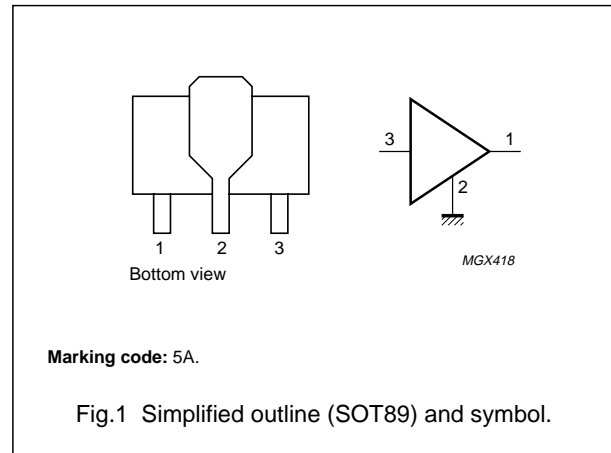 1 2 3
Bottom view
3 1
2
MGX418
Marking code: 5A.
Fig.1 Simplified outline (SOT89) and symbol.